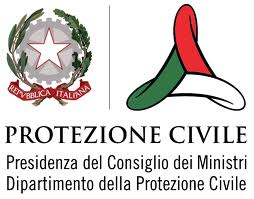 REPVBBLICA ITALIANA
PROTEZIONE CIVILE
Presidenza del Consiglio dei Ministri
Dipartimento della Protezione Civile